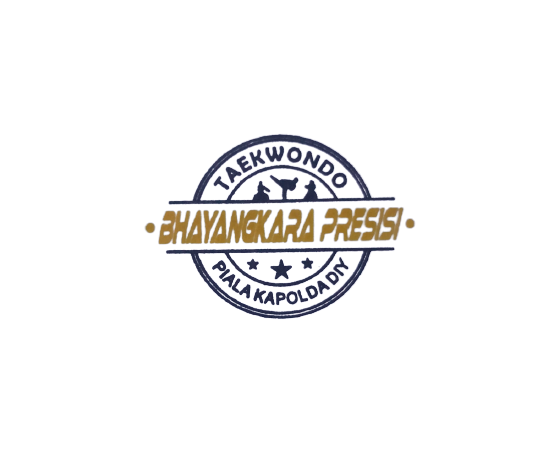 TAEKWONDO
• BHAYANGKARA PRESISI •
PIALA KAPOLDA DIY